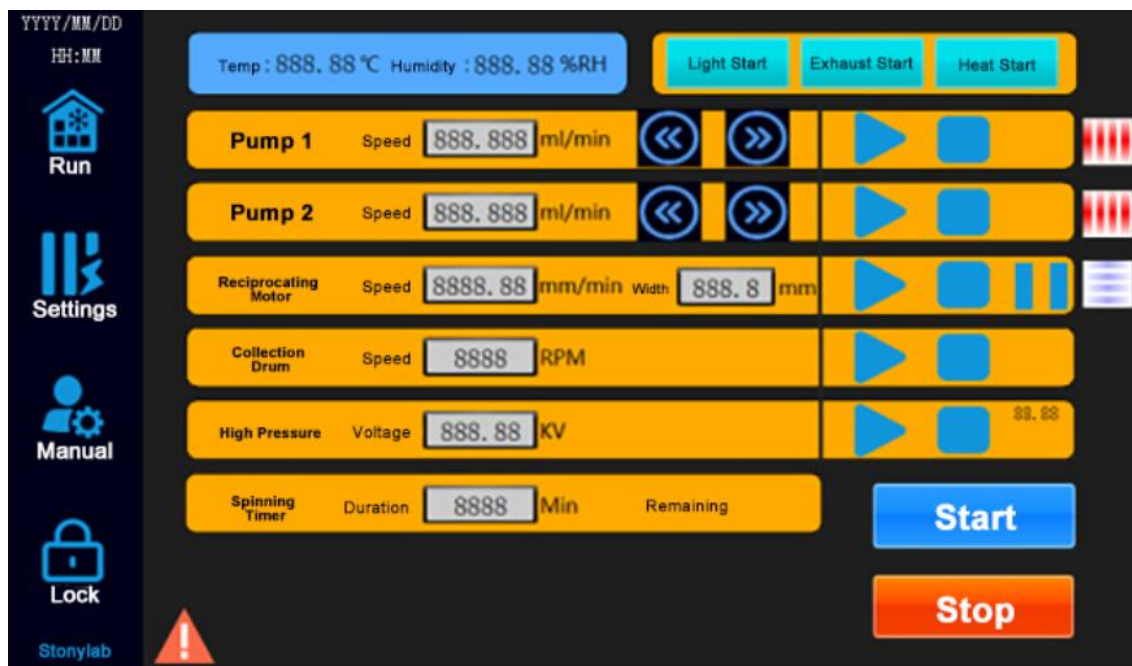 YYYY/MM/DD
HH:MM
Temp : 888. 88 ℃ Humidity : 888. 88 %RH
Light Start
Exhaust Start
Heat Start
Run
Pump 1 Speed 888. 888 ml/min
Pump 2 Speed 888. 888 ml/min
Settings
Reciprocating
Motor
Speed 8888. 88 mm/min Width 888. 8 mm
Collection
Drum
Speed 8888 RPM
Manual
High Pressure Voltage 888. 88 KV
88. 88
Spinning
Timer
Duration 8888 Min Remaining
Start
Lock
Stop
Stonylab